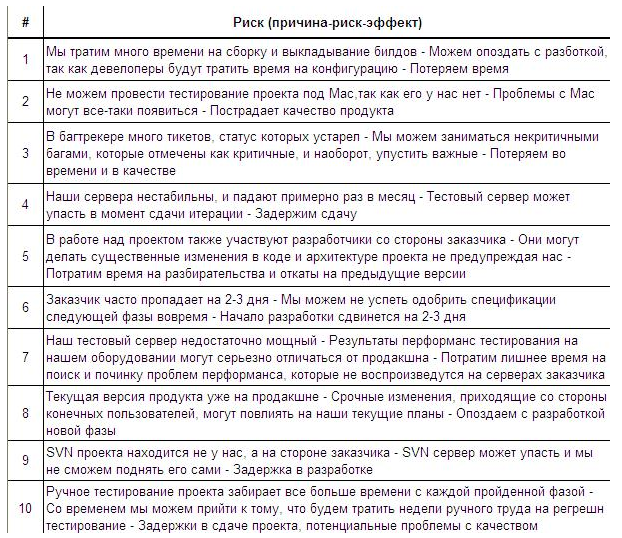 # Риск (причина-риск-эффект)
1 Мы тратим много времени на сборку и выкладывание билдов - Можем опоздать с разботкой,
так как девелоперы будут тратить время на конфигурацию - Потеряем время
2 Не можем провести тестирование проекта под Mac,так как его у нас нет - Проблемы с Mac
могут все-таки появиться - Пострадает качество продукта
3 В багтрекере много тикетов, статус которых устарел - Мы можем заниматься некритичными
багами, которые отмечены как критичные, и наоборот, упустить важные - Потеряем во
времени и в качестве
4 Наши сервера нестабильны, и падают примерно раз в месяц - Тестовый сервер может
упасть в момент сдачи итерации - Задержим сдачу
5 В работе над проектом также участвуют разработчики со стороны заказчика - Они могут
делать существенные изменения в коде и архитектуре проекта не предупреждая нас -
Потратим время на разбирательства и откаты на предыдущие версии
6 Заказчик часто пропадает на 2-3 дня - Мы можем не успеть одобрить спецификации
следующей фазы вовремя - Начало разработки сдвинется на 2-3 дня
7 Наш тестовый сервер недостаточно мощный - Результаты перформанс тестирования на
нашем оборудовании могут серьезно отличаться от продакшна - Потратим лишнее время на
поиск и починку проблем перформанса, которые не воспроизведутся на серверах заказчика
8 Текущая версия продукта уже на продакшне - Срочные изменения, приходящие со стороны
конечных пользователей, могут повлиять на наши текущие планы - Опоздаем с разработкой
новой фазы
9 SVN проекта находится не у нас, а на стороне заказчика - SVN сервер может упасть и мы
не сможем поднять его сами - Задержка в разработке
10 Ручное тестирование проекта забирает все больше времени с каждой пройденной фазой -
Со временем мы можем прийти к тому, что будем тратить недели ручного труда на регрешн
тестирование - Задержки в сдаче проекта, потенциальные проблемы с качеством